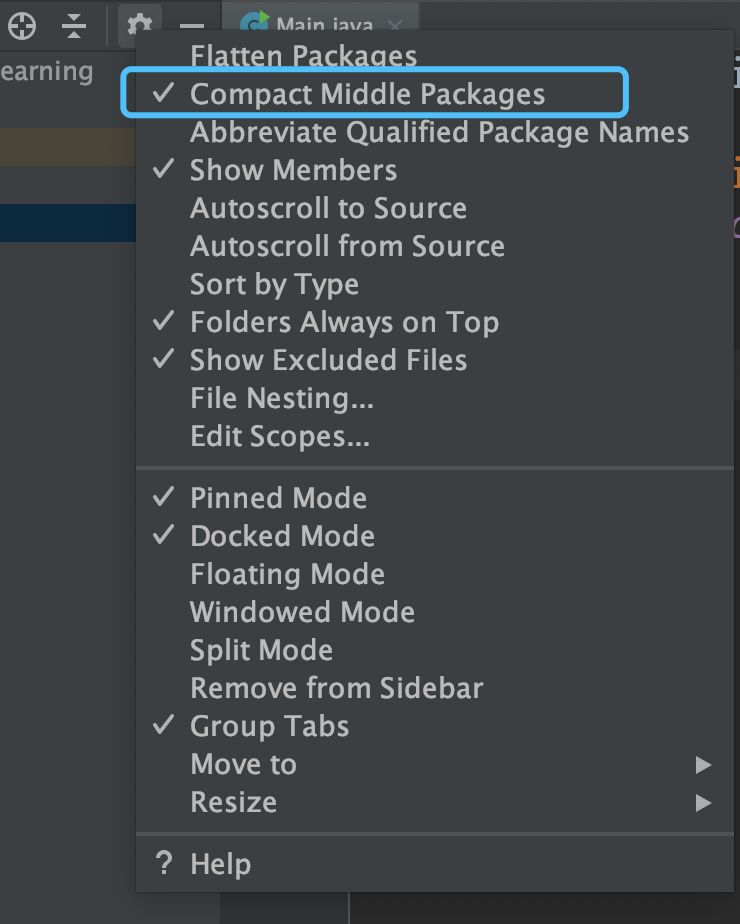 Main.java
earning
Flatten Packages
Compact Middle Packages
Abbreviate Qualified Package Names
Show Members
Autoscroll to Source
Autoscroll from Source
Sort by Type
Folders Always on Top
Show Excluded Files
File Nesting...
Edit Scopes...
Pinned Mode
Docked Mode
Floating Mode
Windowed Mode
Split Mode
Remove from Sidebar
Group Tabs
Move to
Resize
? Help